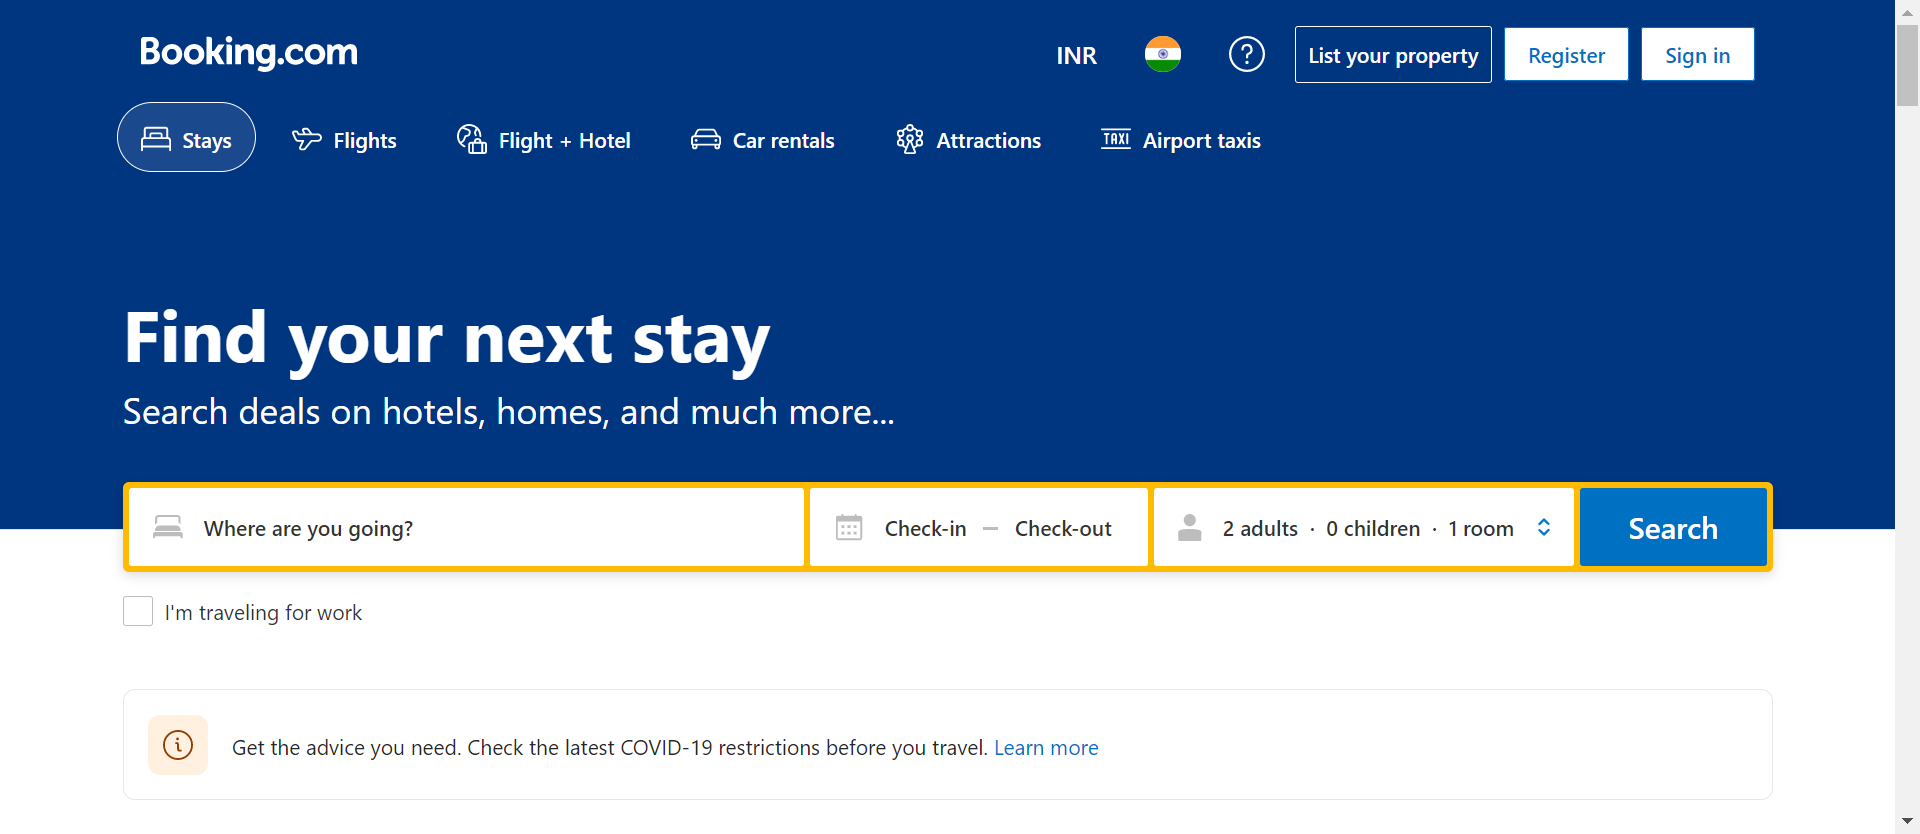 Booking.com
INR
List your property
Register
Sign in
Stays
Flights
Flight + Hotel
Car rentals
TAXI
Attractions
Airport taxis
Find your next stay
Search deals on hotels, homes, and much more...
Where are you going?
Check-in — Check-out
2 adults · 0 children · 1 room
Search
I'm traveling for work
Get the advice you need. Check the latest COVID-19 restrictions before you travel. Learn more